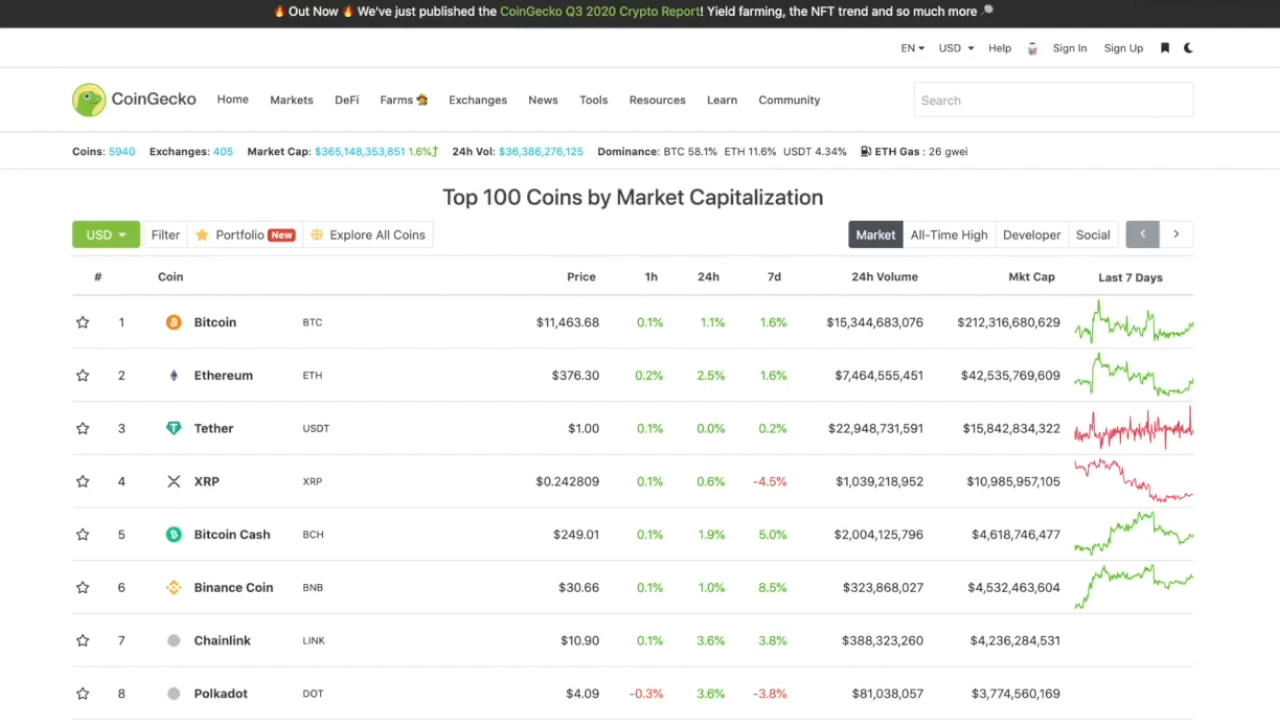 🔥 Out Now 🔥 We've just published the CoinGecko Q3 2020 Crypto Report! Yield farming, the NFT trend and so much more 🔎
EN USD Help Sign In Sign Up
CoinGecko Home Markets DeFi Farms Exchanges News Tools Resources Learn Community Search
Coins: 5940 Exchanges: 405 Market Cap: $365,148,353,851 1.6% 24h Vol: $36,386,276,125 Dominance: BTC 58.1% ETH 11.6% USDT 4.34% ETH Gas : 26 gwei
Top 100 Coins by Market Capitalization
USD Filter Portfolio New Explore All Coins Market All-Time High Developer Social
# Coin Price 1h 24h 7d 24h Volume Mkt Cap Last 7 Days
1 Bitcoin BTC $11,463.68 0.1% 1.1% 1.6% $15,344,683,076 $212,316,680,629
2 Ethereum ETH $376.30 0.2% 2.5% 1.6% $7,464,555,451 $42,535,769,609
3 Tether USDT $1.00 0.1% 0.0% 0.2% $22,948,731,591 $15,842,834,322
4 XRP XRP $0.242809 0.1% 0.6% -4.5% $1,039,218,952 $10,985,957,105
5 Bitcoin Cash BCH $249.01 0.1% 1.9% 5.0% $2,004,125,796 $4,618,746,477
6 Binance Coin BNB $30.66 0.1% 1.0% 8.5% $323,868,027 $4,532,463,604
7 Chainlink LINK $10.90 0.1% 3.6% 3.8% $388,323,260 $4,236,284,531
8 Polkadot DOT $4.09 -0.3% 3.6% -3.8% $81,038,057 $3,774,560,169